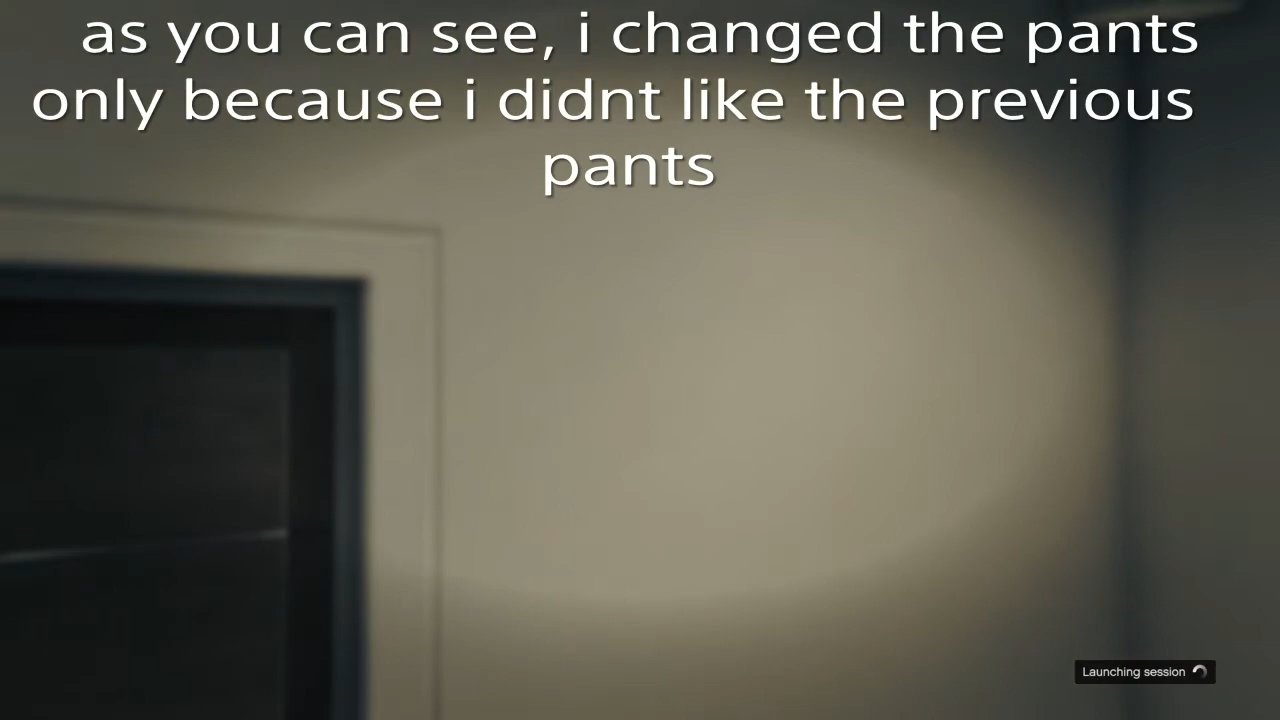 as you can see, i changed the pants
only because i didnt like the previous
pants
Launching session